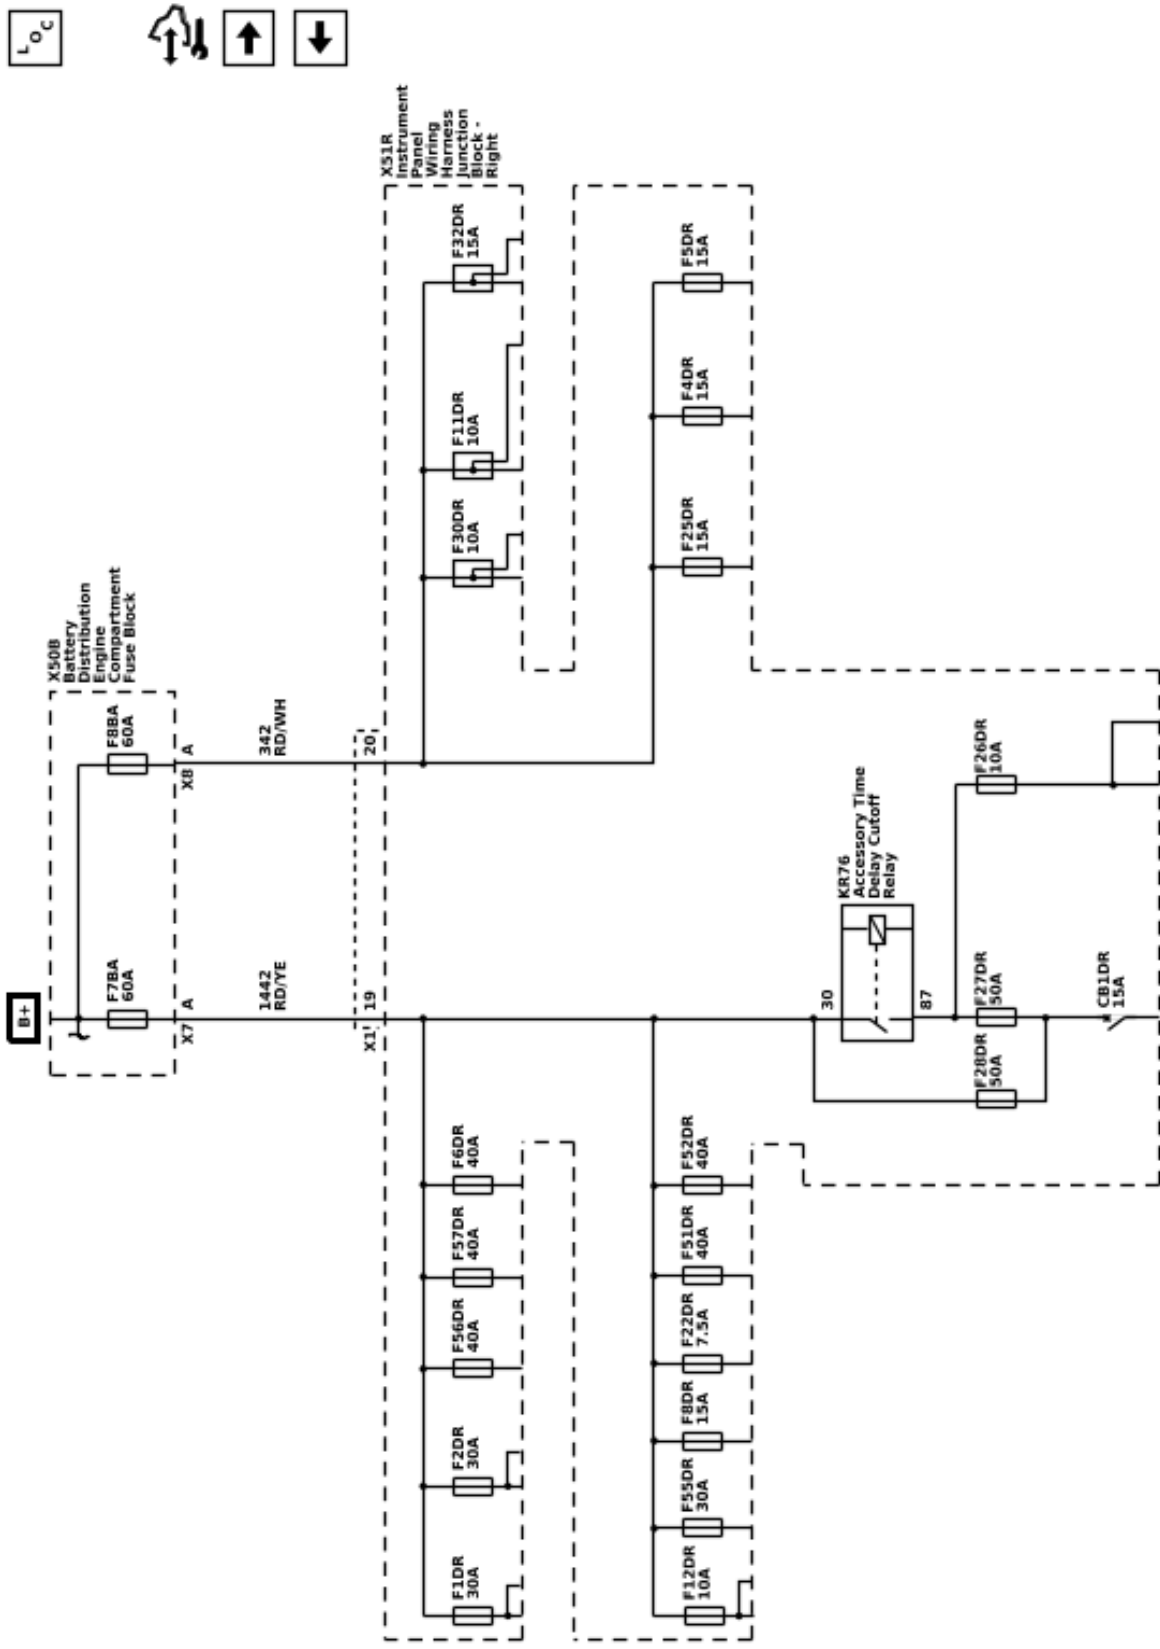 LOC
B+
X50B
Battery
Distribution
Engine
Compartment
Fuse Block
F7BA
60A
F8BA
60A
X7 A
X8 A
1442
RD/YE
342
RD/WH
X1 19
20
X51R
Instrument
Panel
Wiring
Harness
Junction
Block -
Right
F1DR
30A
F2DR
30A
F56DR
40A
F57DR
40A
F6DR
40A
F30DR
10A
F11DR
10A
F32DR
15A
F12DR
10A
F55DR
30A
F8DR
15A
F22DR
7.5A
F51DR
40A
F52DR
40A
F25DR
15A
F4DR
15A
F5DR
15A
KR76
Accessory Time
Delay Cutoff
Relay
30
87
F28DR
50A
F27DR
50A
F26DR
10A
CB1DR
15A